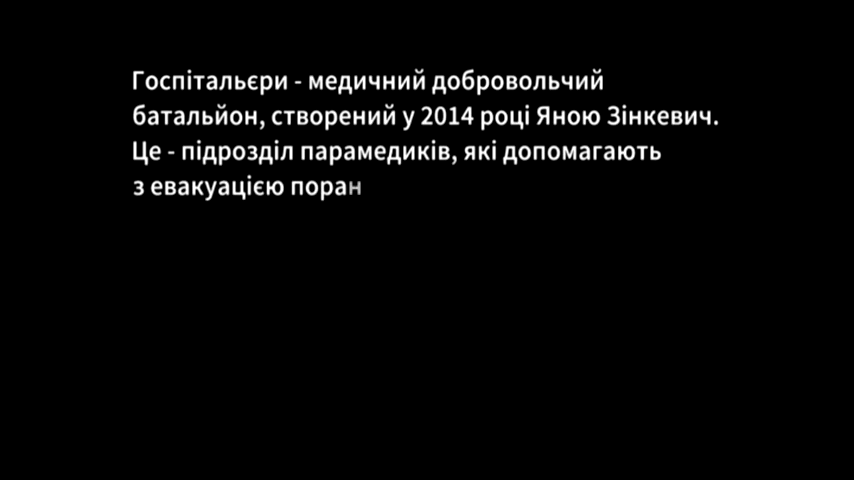 Госпітальєри - медичний добровольчий
батальйон, створений у 2014 році Яною Зінкевич.
Це - підрозділ парамедиків, які допомагають
з евакуацією поран